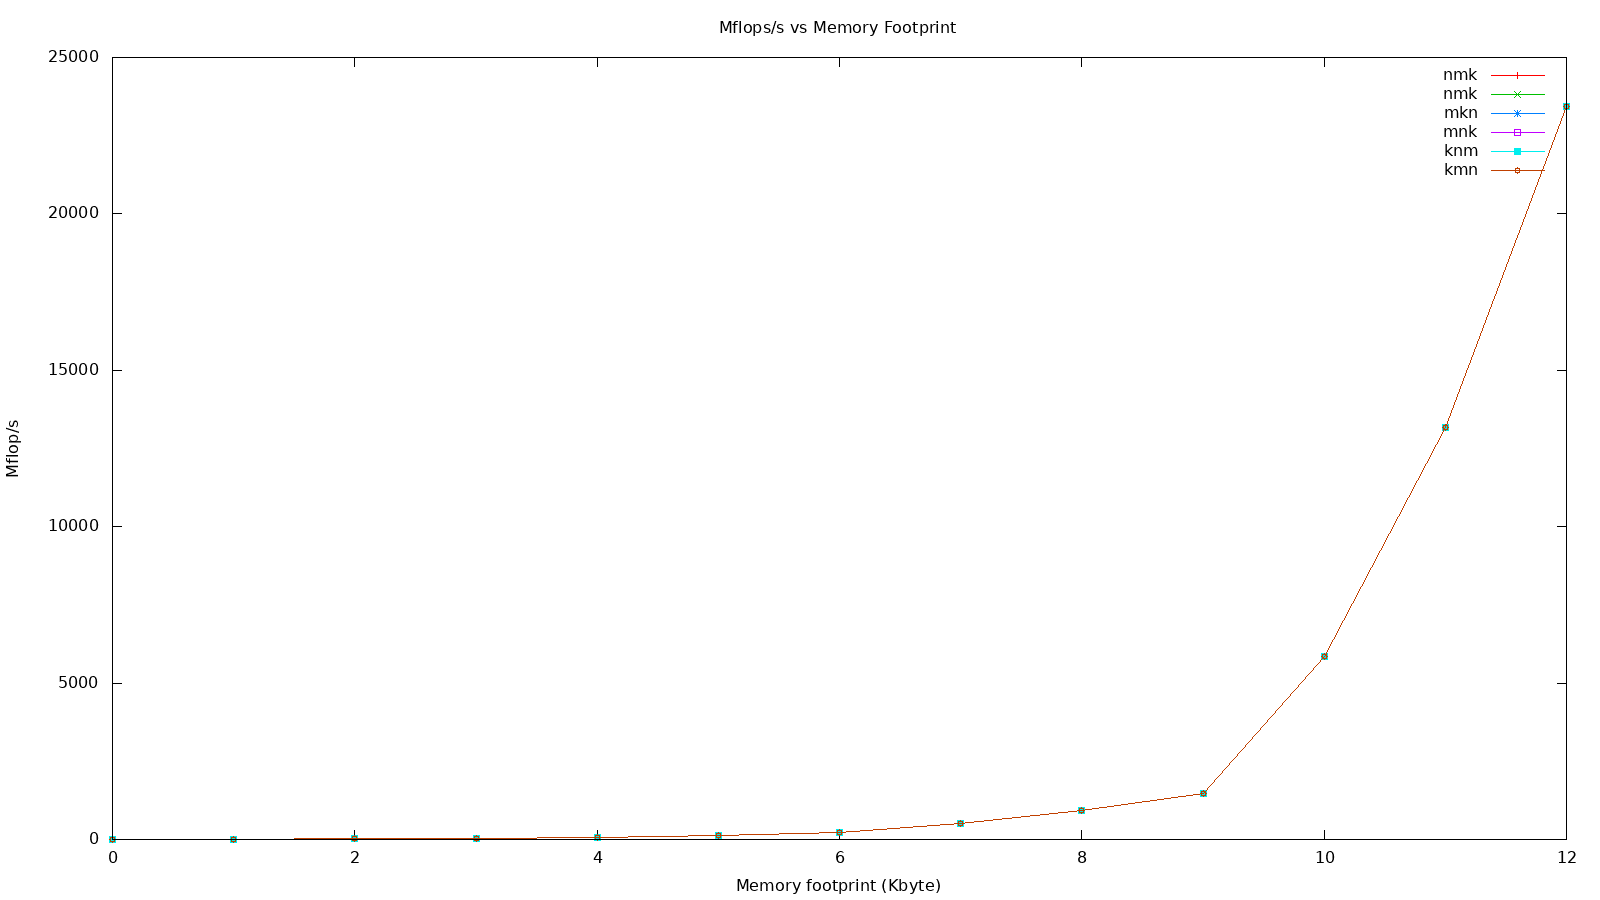 Mflops/s vs Memory Footprint
25000
20000
15000
10000
5000
0
Mflop/s
nmk
nmk
mkn
mnk
knm
kmn
0 2 4 6 8 10 12
Memory footprint (Kbyte)